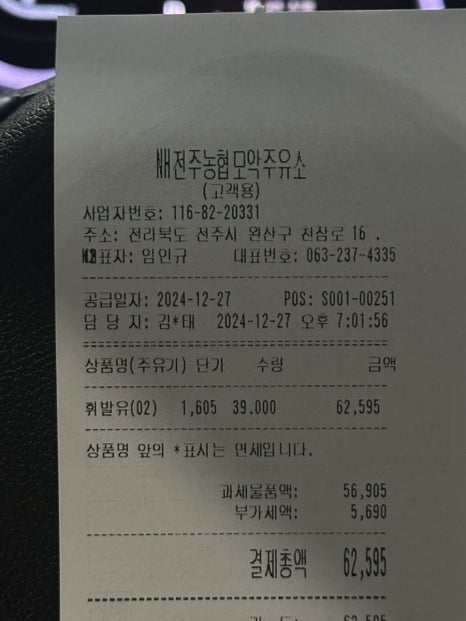 NH전주농협모악주유소
(고객용)
사업자번호: 116-82-20331
주소: 전라북도 전주시 완산구 천잠로 16 .
대표자: 임인규 대표번호: 063-237-4335
공급일자: 2024-12-27 POS: S001-00251
담 당 자: 김*태 2024-12-27 오후 7:01:56
상품명(주유기) 단가 수량 금액
휘발유(02) 1,605 39.000 62,595
상품명 앞의 *표시는 면세입니다.
과세물품액: 56,905
부가세액: 5,690
결제총액 62,595